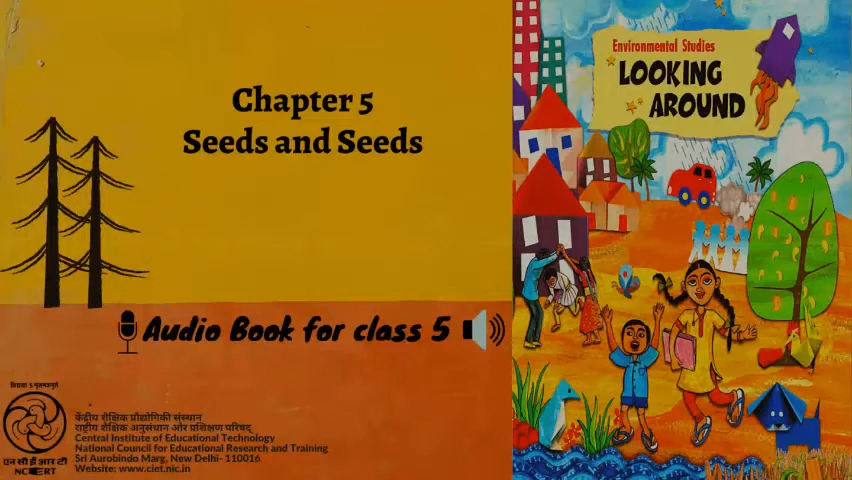 Chapter 5
Seeds and Seeds
Audio Book for class 5
विद्यया ऽ मृतमश्नुते
एन सी ई आर टी
NCERT
केंद्रीय शैक्षिक प्रौद्योगिकी संस्थान
राष्ट्रीय शैक्षिक अनुसंधान और प्रशिक्षण परिषद्
Central Institute of Educational Technology
National Council for Educational Research and Training
Sri Aurobindo Marg, New Delhi- 110016
Website: www.ciet.nic.in
Environmental Studies
LOOKING
AROUND